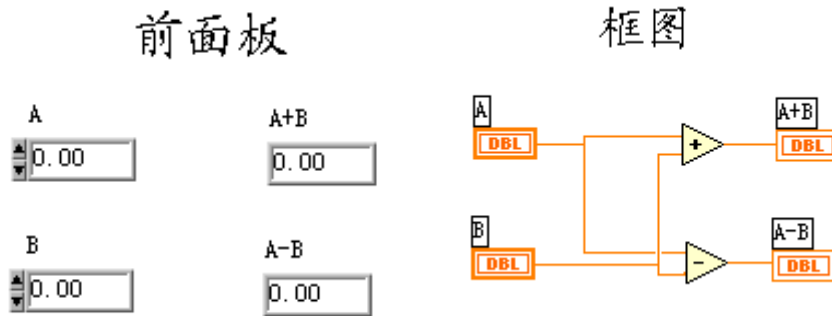 前面板
框图
A
A+B
0.00
0.00
B
A-B
0.00
0.00
A
A+B
DBL
+
DBL
B
A-B
DBL
-
DBL